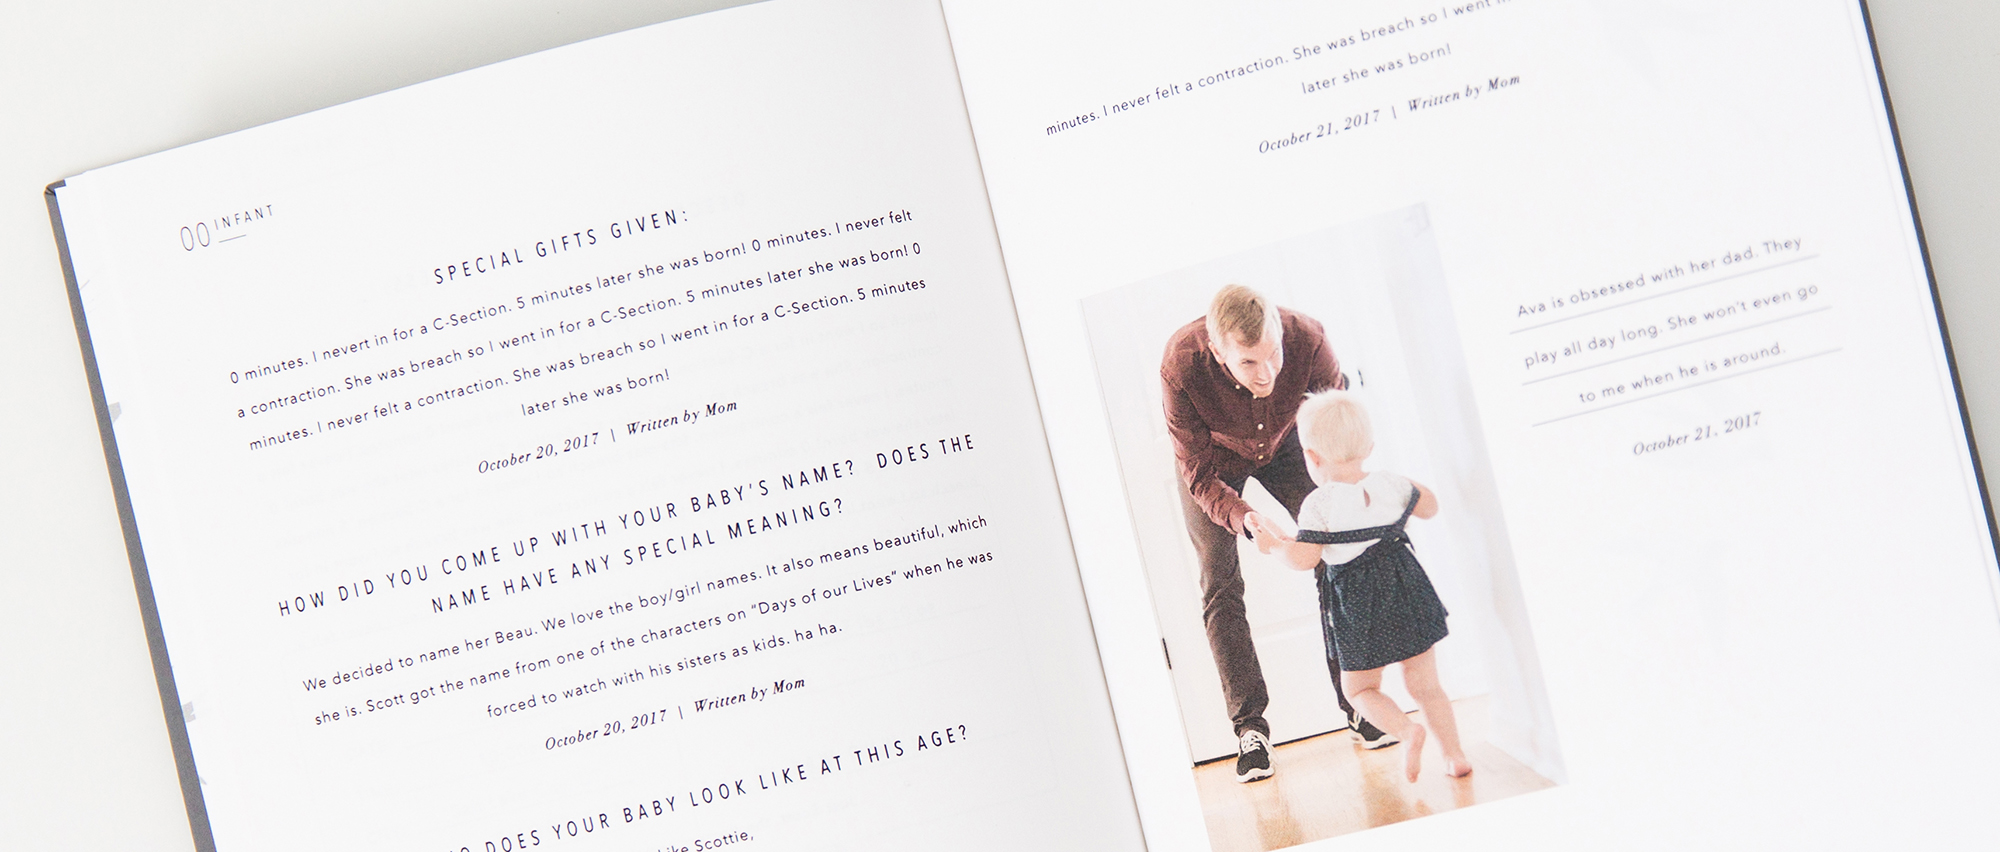 00 INFANT
SPECIAL GIFTS GIVEN:
0 minutes. I nevert in for a C-Section. 5 minutes later she was born! 0 minutes. I never felt
a contraction. She was breach so I went in for a C-Section. 5 minutes later she was born! 0
minutes. I never felt a contraction. She was breach so I went in for a C-Section. 5 minutes
later she was born!
October 20, 2017 | Written by Mom
HOW DID YOU COME UP WITH YOUR BABY'S NAME? DOES THE
NAME HAVE ANY SPECIAL MEANING?
We decided to name her Beau. We love the boy/girl names. It also means beautiful, which
she is. Scott got the name from one of the characters on "Days of our Lives" when he was
forced to watch with his sisters as kids. ha ha.
October 20, 2017 | Written by Mom
DOES YOUR BABY LOOK LIKE AT THIS AGE?
like Scottie,
minutes. I never felt a contraction. She was breach so I went
later she was born!
October 21, 2017 | Written by Mom
Ava is obsessed with her dad. They
play all day long. She won't even go
to me when he is around.
October 21, 2017